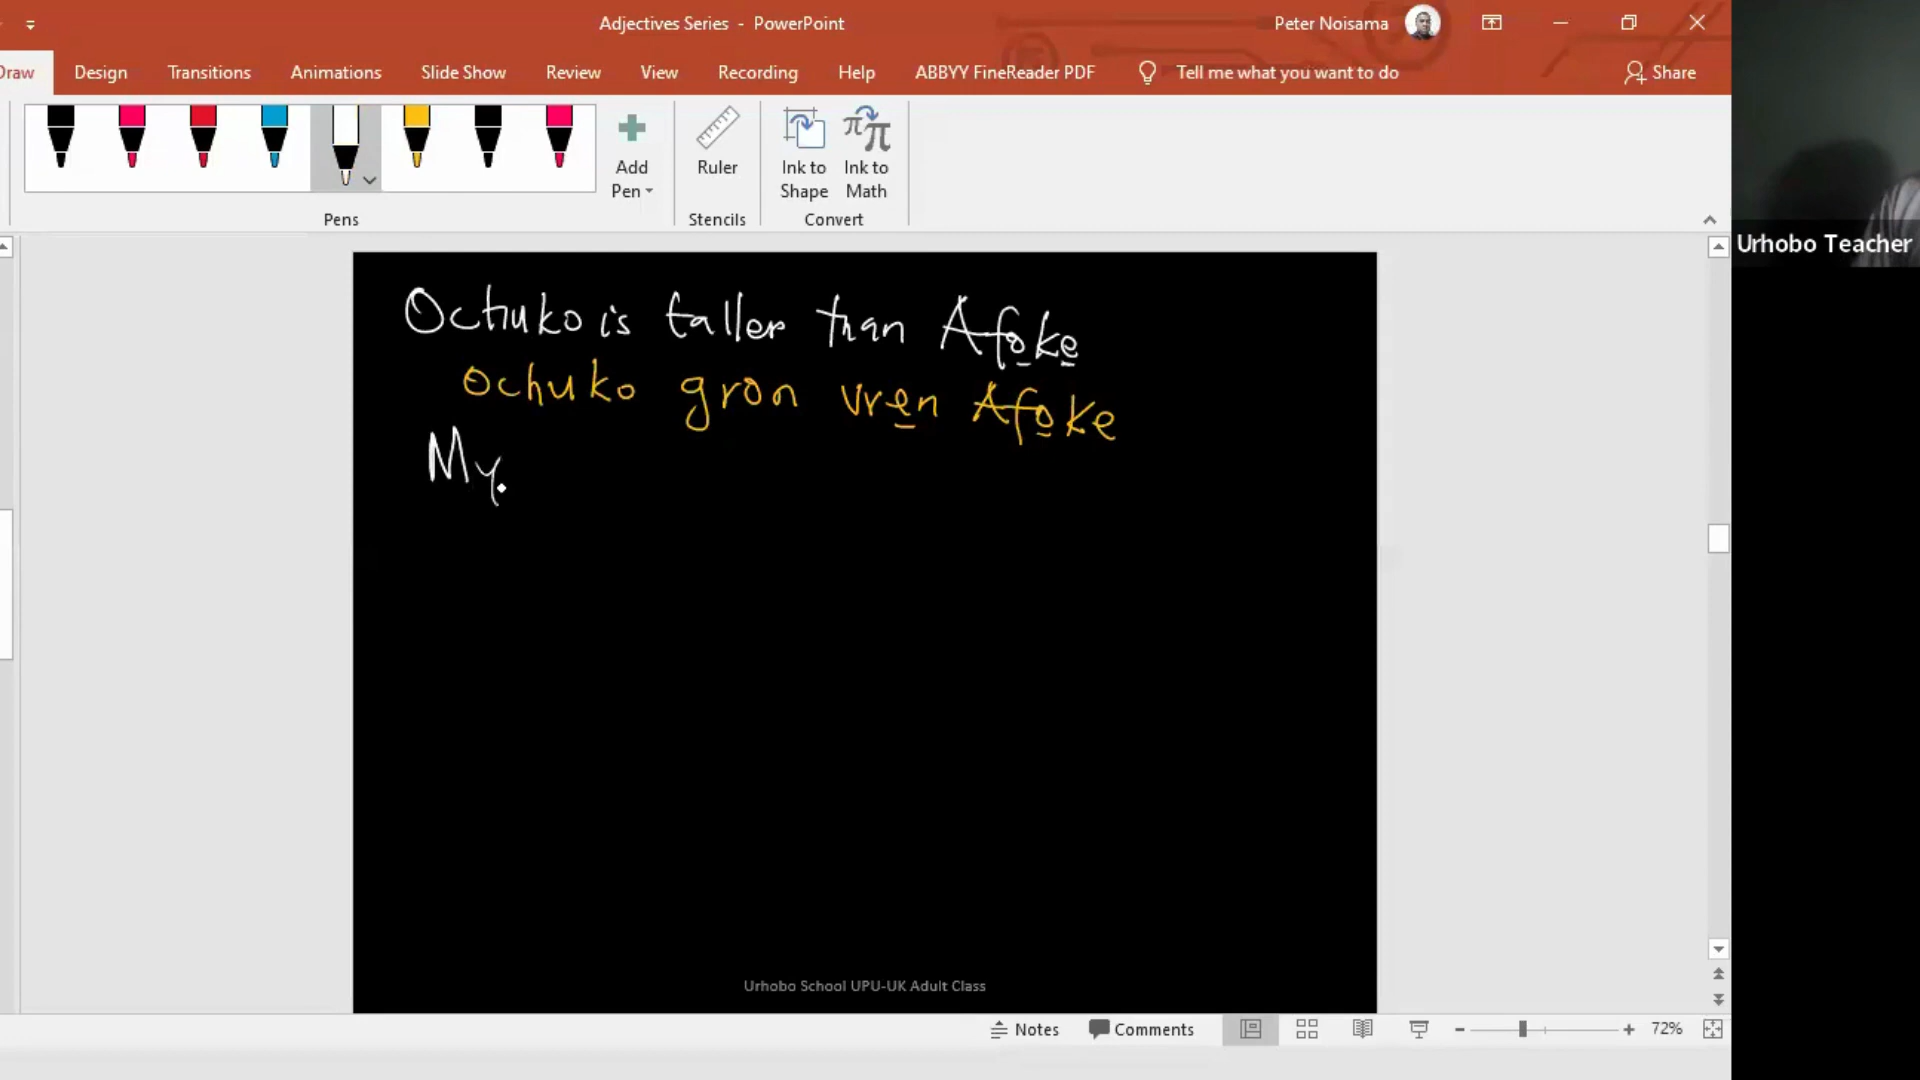 Adjectives Series - PowerPoint
Peter Noisama
Draw Design Transitions Animations Slide Show Review View Recording Help ABBYY FineReader PDF Tell me what you want to do Share
Add Pen
Ruler
Ink to Shape
Ink to Math
Pens
Stencils
Convert
Urhobo Teacher
Ochuko is taller than Afọkẹ
Ochuko gron vrẹn Afọke
My
Urhobo School UPU-UK Adult Class
Notes Comments 72%